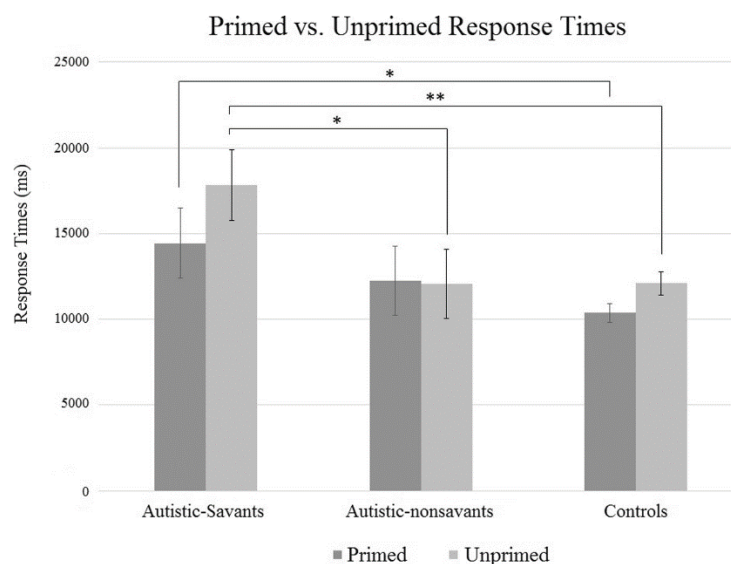 Primed vs. Unprimed Response Times
25000
*
**
*
20000
15000
10000
5000
0
Response Times (ms)
Autistic-Savants Autistic-nonsavants Controls
Primed Unprimed